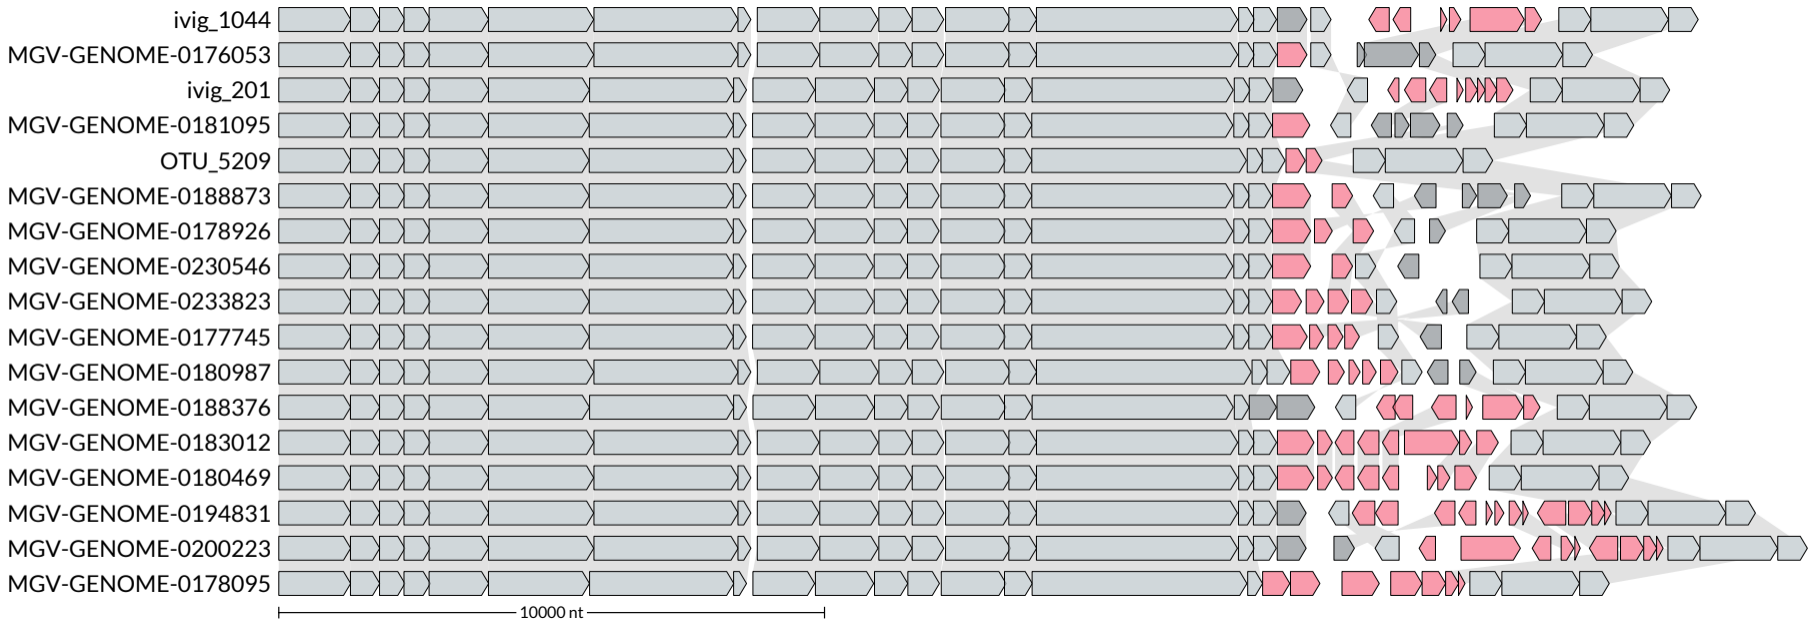 ivig_1044
MGV-GENOME-0176053
ivig_201
MGV-GENOME-0181095
OTU_5209
MGV-GENOME-0188873
MGV-GENOME-0178926
MGV-GENOME-0230546
MGV-GENOME-0233823
MGV-GENOME-0177745
MGV-GENOME-0180987
MGV-GENOME-0188376
MGV-GENOME-0183012
MGV-GENOME-0180469
MGV-GENOME-0194831
MGV-GENOME-0200223
MGV-GENOME-0178095
10000 nt